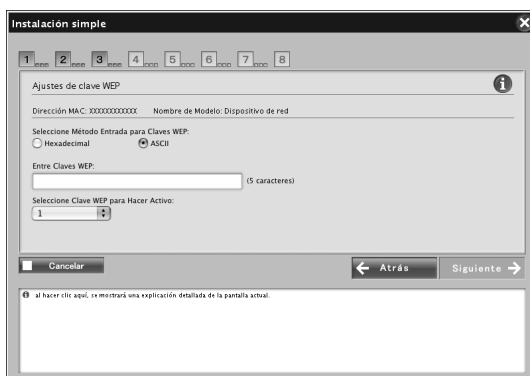 Instalación simple
1 2 3 4 5 6 7 8
Ajustes de clave WEP
Dirección MAC: XXXXXXXXXXXX Nombre de Modelo: Dispositivo de red
Seleccione Método Entrada para Claves WEP:
Hexadecimal ASCII
Entre Claves WEP:
(5 caracteres)
Seleccione Clave WEP para Hacer Activo:
1
Cancelar Atrás Siguiente
al hacer clic aquí, se mostrará una explicación detallada de la pantalla actual.